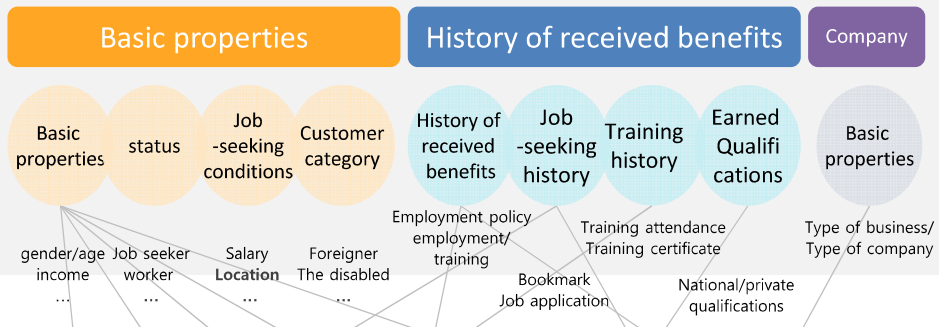 Basic properties
History of received benefits
Company
Basic
properties
status
Job
-seeking
conditions
Customer
category
History of
received
benefits
Job
-seeking
history
Training
history
Earned
Qualifi
cations
Basic
properties
gender/age
income
...
Job seeker
worker
...
Salary
Location
...
Foreigner
The disabled
...
Employment policy
employment/
training
Bookmark
Job application
Training attendance
Training certificate
National/private
qualifications
Type of business/
Type of company